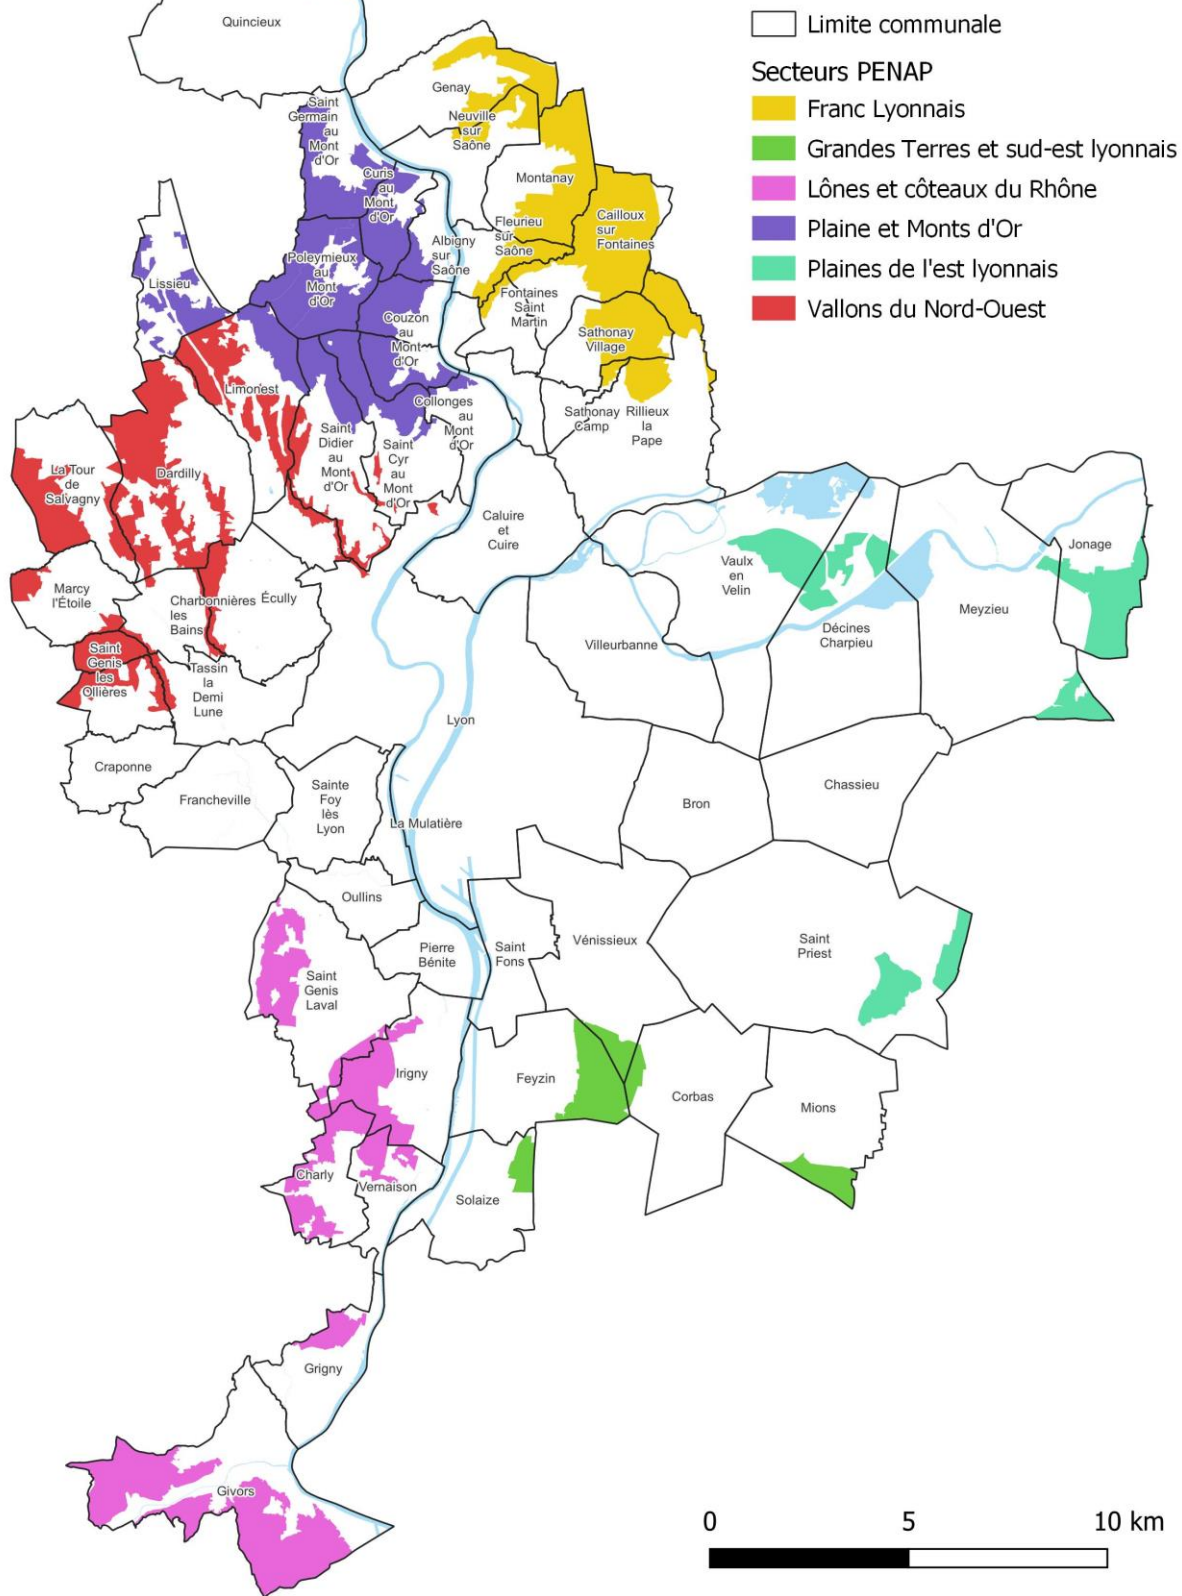 Limite communale
Secteurs PENAP
Franc Lyonnais
Grandes Terres et sud-est lyonnais
Lônes et côteaux du Rhône
Plaine et Monts d'Or
Plaines de l'est lyonnais
Vallons du Nord-Ouest
Quincieux
Genay
Saint
Germain
au
Mont
d'Or
Neuville
sur
Saône
Curis
au
Mont
d'Or
Montanay
Cailloux
sur
Fontaines
Fleurieu
sur
Saône
Albigny
sur
Saône
Poleymieux
au
Mont
d'Or
Lissieu
Fontaines
Saint
Martin
Couzon
au
Mont
d'Or
Sathonay
Village
Limonest
Collonges
au
Mont
d'Or
Sathonay
Camp
Rillieux
la
Pape
Saint
Didier
au
Mont
d'Or
Saint
Cyr
au
Mont
d'Or
La Tour
de
Salvagny
Dardilly
Caluire
et
Cuire
Jonage
Vaulx
en
Velin
Marcy
l'Étoile
Charbonnières
les
Bains
Écully
Meyzieu
Décines
Charpieu
Villeurbanne
Saint
Genis
les
Ollières
Tassin
la
Demi
Lune
Lyon
Craponne
Francheville
Sainte
Foy
lès
Lyon
Chassieu
Bron
La Mulatière
Oullins
Pierre
Bénite
Saint
Fons
Vénissieux
Saint
Priest
Saint
Genis
Laval
Irigny
Feyzin
Corbas
Mions
Charly
Vernaison
Solaize
Grigny
Givors
0 5 10 km